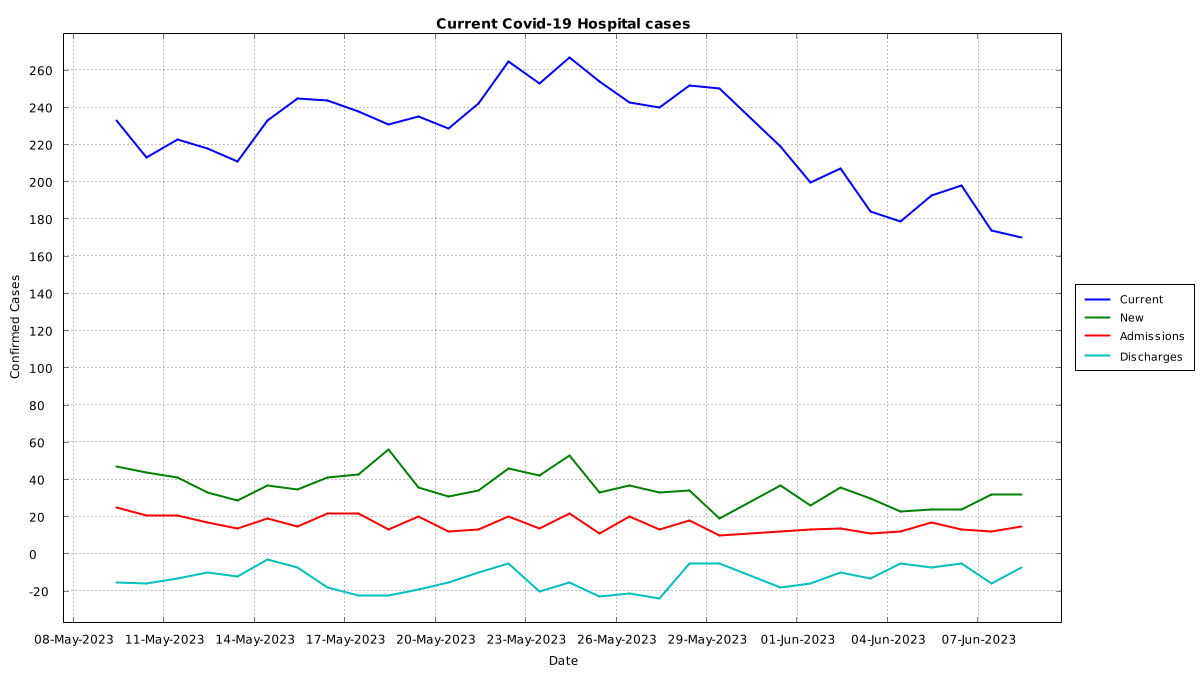 Current Covid-19 Hospital cases
Confirmed Cases
260
240
220
200
180
160
140
120
100
80
60
40
20
0
-20
08-May-2023 11-May-2023 14-May-2023 17-May-2023 20-May-2023 23-May-2023 26-May-2023 29-May-2023 01-Jun-2023 04-Jun-2023 07-Jun-2023
Date
Current
New
Admissions
Discharges